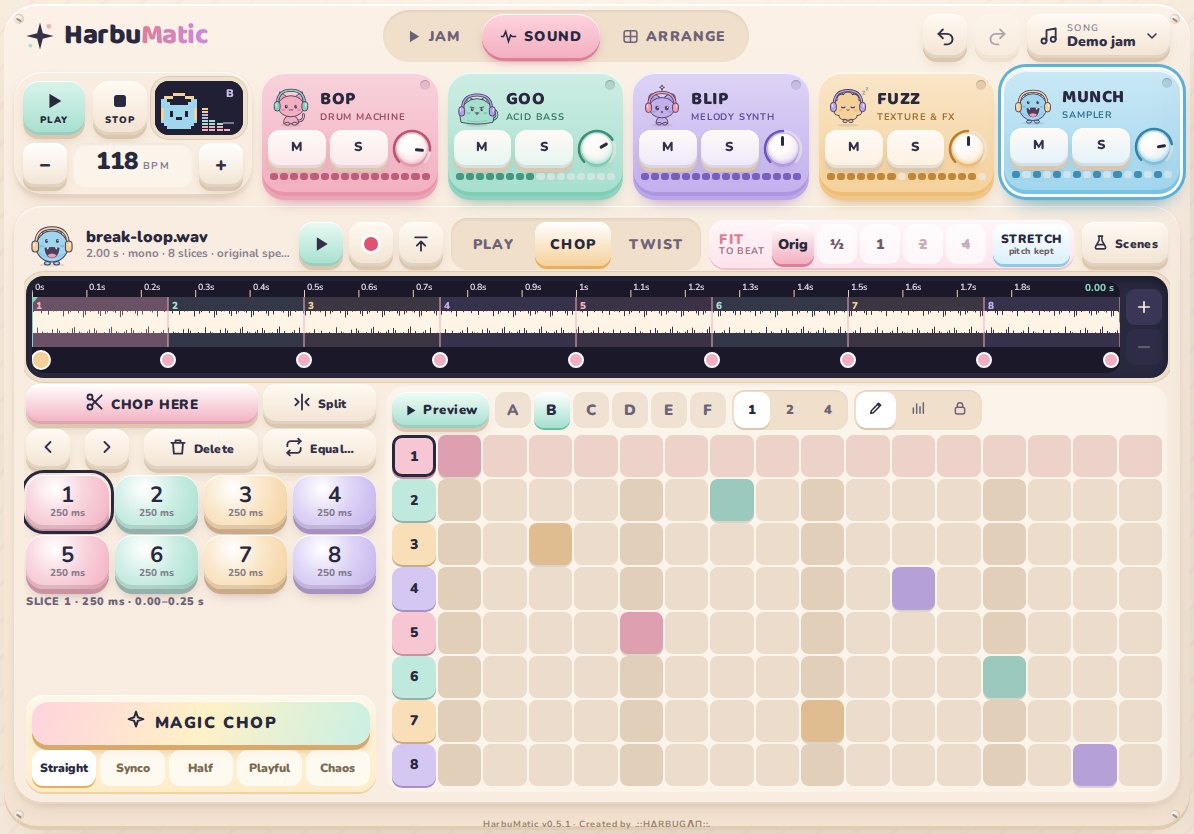 HarbuMatic
JAM
SOUND
ARRANGE
SONG
Demo jam
PLAY
STOP
B
118 BPM
BOP
DRUM MACHINE
M S
GOO
ACID BASS
M S
BLIP
MELODY SYNTH
M S
FUZZ
TEXTURE & FX
M S
MUNCH
SAMPLER
M S
break-loop.wav
2.00 s · mono · 8 slices · original spe...
PLAY CHOP TWIST
FIT
TO BEAT
Orig ½ 1 2 4
STRETCH
pitch kept
Scenes
0s 0.1s 0.2s 0.3s 0.4s 0.5s 0.6s 0.7s 0.8s 0.9s 1s 1.1s 1.2s 1.3s 1.4s 1.5s 1.6s 1.7s 1.8s 0.00 s
1 2 3 4 5 6 7 8
CHOP HERE
Split
Delete
Equal...
1 2 3 4
250 ms 250 ms 250 ms 250 ms
5 6 7 8
250 ms 250 ms 250 ms 250 ms
SLICE 1 · 250 ms · 0.00–0.25 s
MAGIC CHOP
Straight Synco Half Playful Chaos
Preview A B C D E F 1 2 4
1
2
3
4
5
6
7
8
HarbuMatic v0.5.1 · Created by .::HΔRBUGΛΠ::.